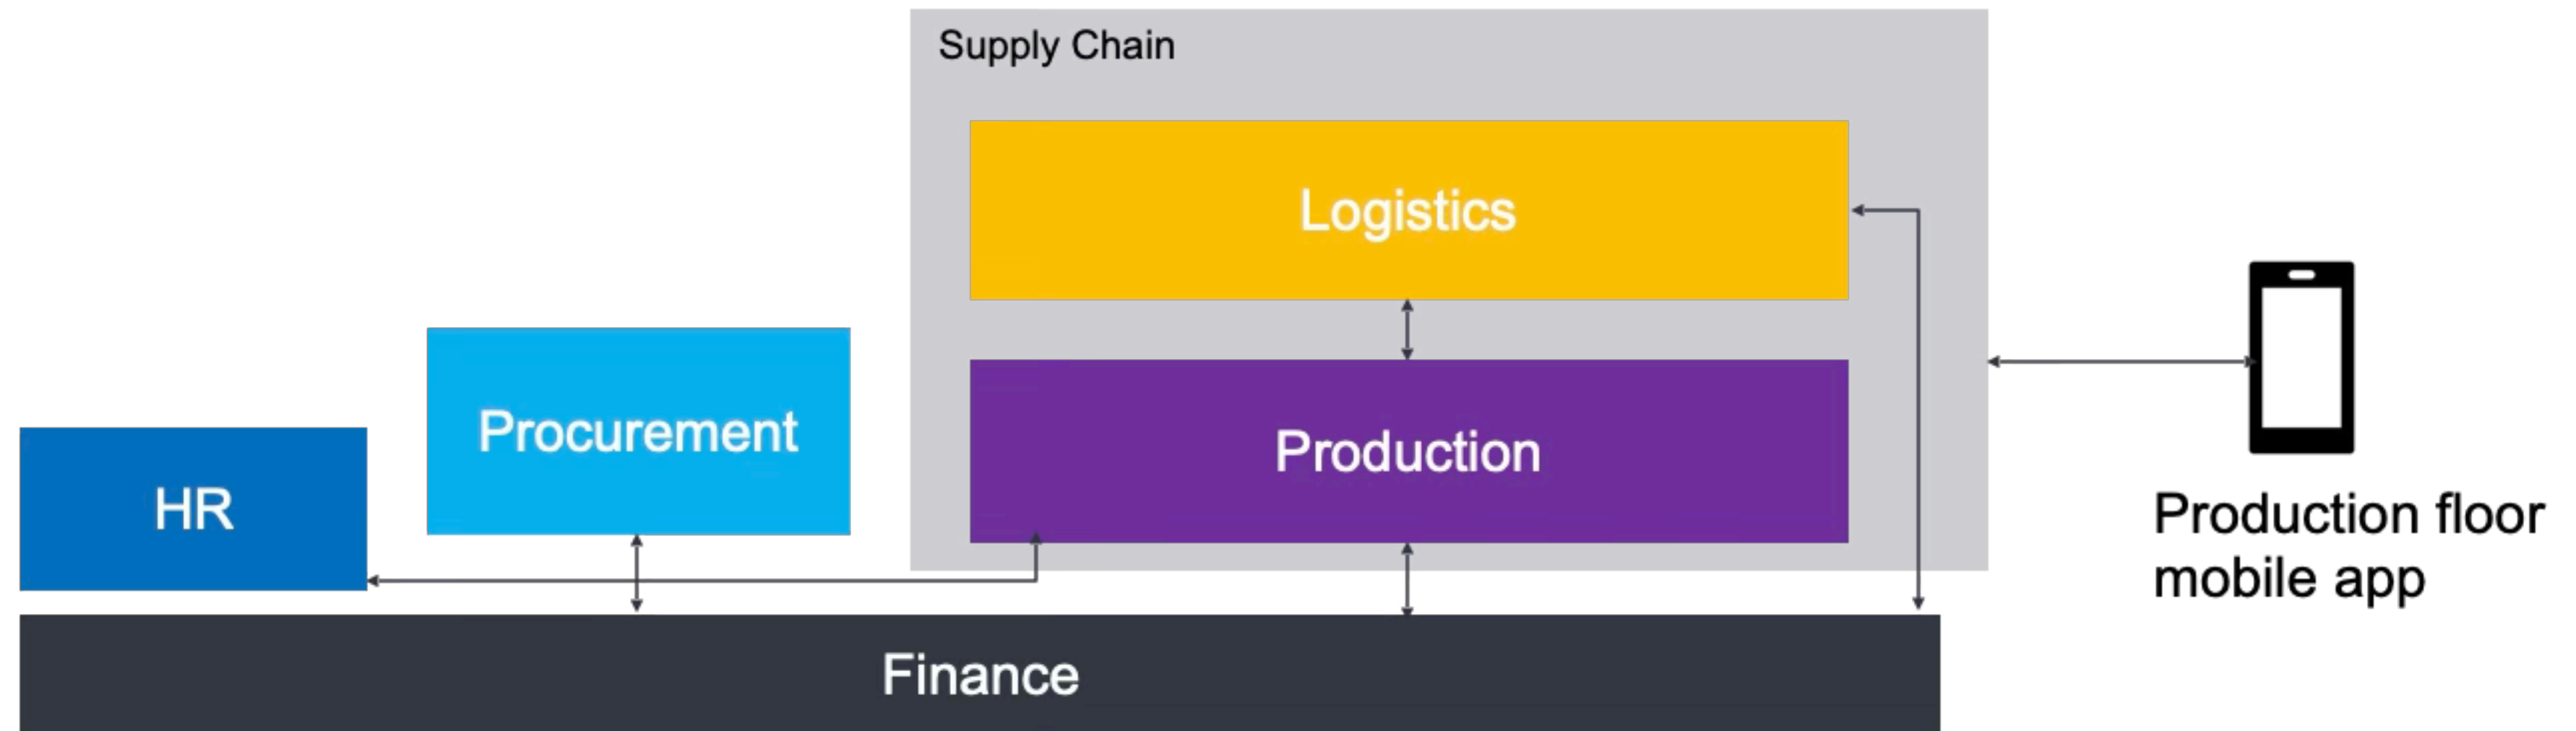 Supply Chain
Logistics
Procurement
Production
HR
Production floor
mobile app
Finance